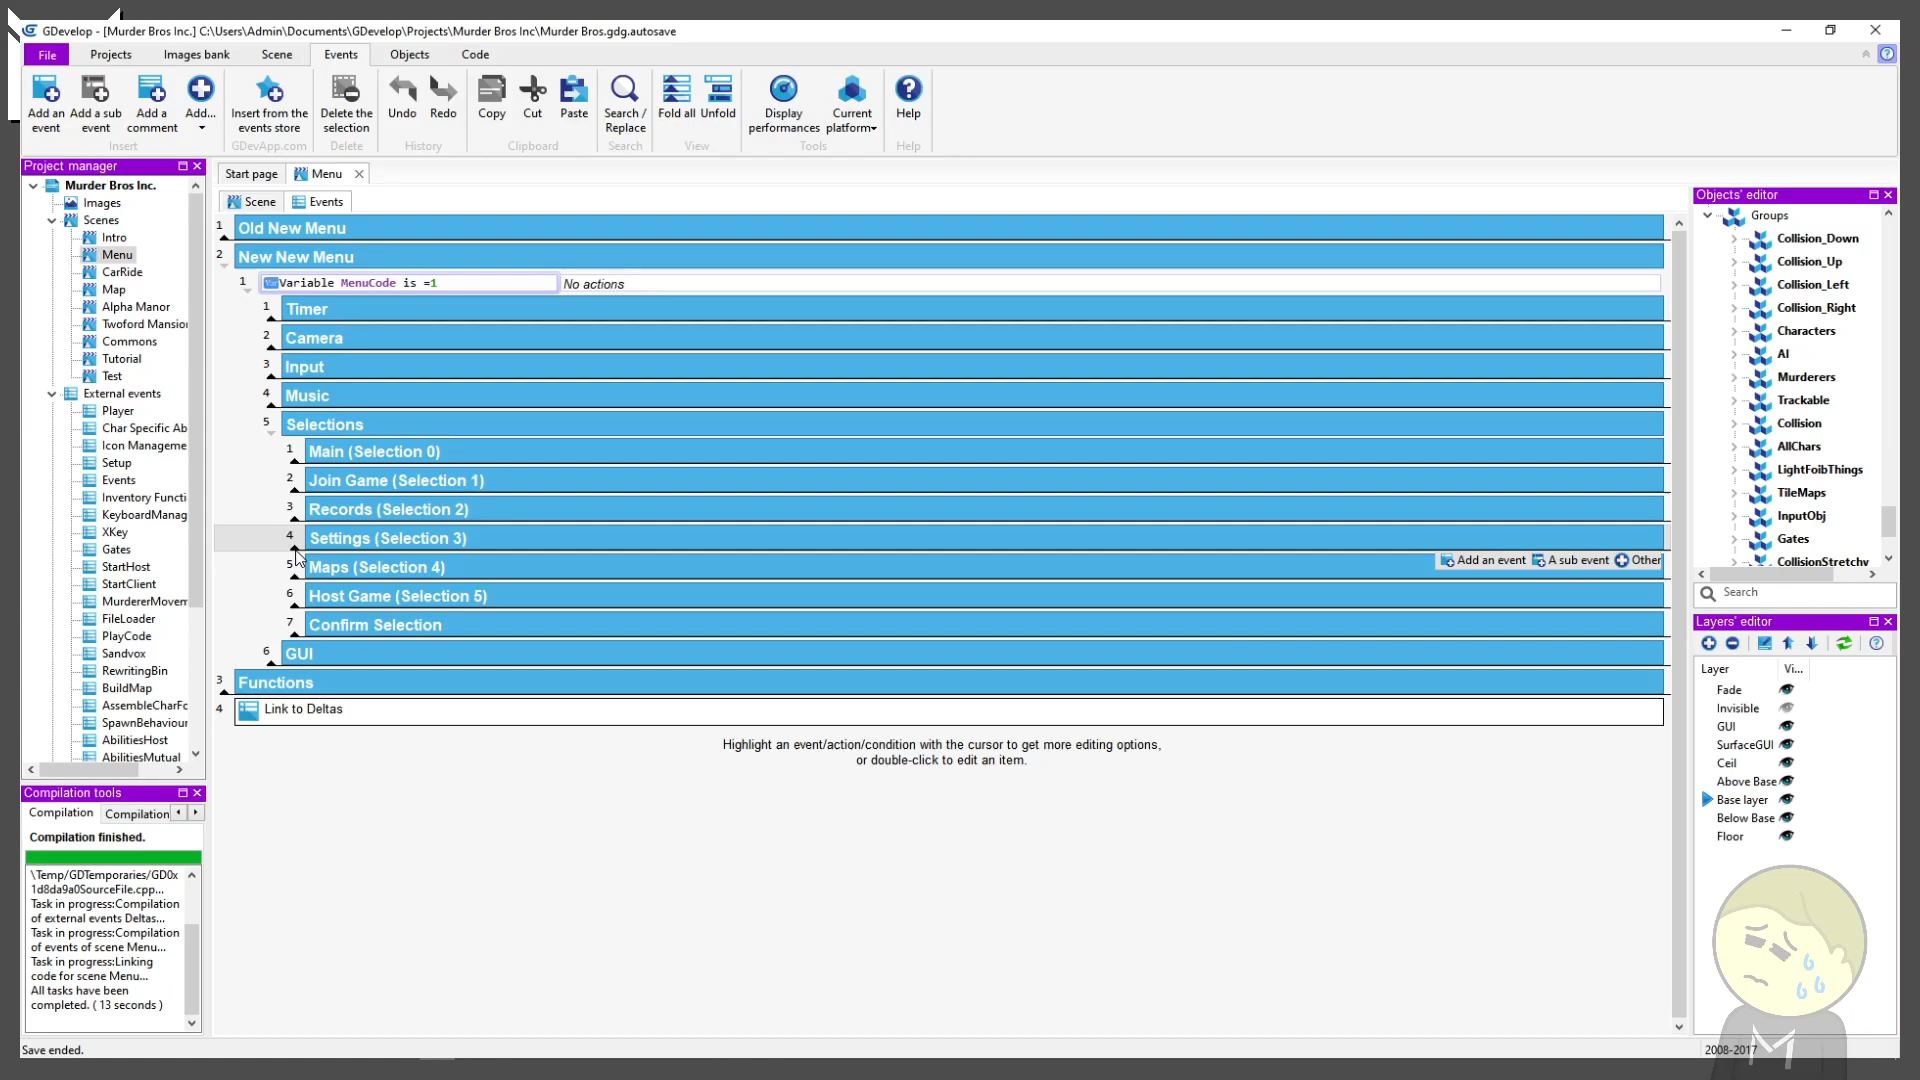 GDevelop - [Murder Bros Inc.] C:\Users\Admin\Documents\GDevelop\Projects\Murder Bros Inc\Murder Bros.gdg.autosave
File Projects Images bank Scene Events Objects Code
Add an event
Add a sub event
Add a comment
Add...
Insert
Insert from the events store
GDevApp.com
Delete the selection
Delete
Undo Redo
History
Copy Cut Paste
Clipboard
Search / Replace
Search
Fold all Unfold
View
Display performances
Current platform
Tools
Help
Help
Project manager
Murder Bros Inc.
Images
Scenes
Intro
Menu
CarRide
Map
Alpha Manor
Twoford Mansion
Commons
Tutorial
Test
External events
Player
Char Specific Ab
Icon Manageme
Setup
Events
Inventory Functi
KeyboardManag
XKey
Gates
StartHost
StartClient
MurdererMovem
FileLoader
PlayCode
Sandvox
RewritingBin
BuildMap
AssembleCharFo
SpawnBehaviour
AbilitiesHost
AbilitiesMutual
Compilation tools
Compilation Compilation
Compilation finished.
\Temp/GDTemporaries/GD0x
1d8da9a0SourceFile.cpp...
Task in progress:Compilation
of external events Deltas...
Task in progress:Compilation
of events of scene Menu...
Task in progress:Linking
code for scene Menu...
All tasks have been
completed. ( 13 seconds )
Save ended.
Start page Menu
Scene Events
1 Old New Menu
2 New New Menu
1 Variable MenuCode is =1 No actions
1 Timer
2 Camera
3 Input
4 Music
5 Selections
1 Main (Selection 0)
2 Join Game (Selection 1)
3 Records (Selection 2)
4 Settings (Selection 3)
Add an event A sub event Other
5 Maps (Selection 4)
6 Host Game (Selection 5)
7 Confirm Selection
6 GUI
3 Functions
4 Link to Deltas
Highlight an event/action/condition with the cursor to get more editing options,
or double-click to edit an item.
Objects' editor
Groups
Collision_Down
Collision_Up
Collision_Left
Collision_Right
Characters
AI
Murderers
Trackable
Collision
AllChars
LightFoibThings
TileMaps
InputObj
Gates
CollisionStretchy
Search
Layers' editor
Layer Vi...
Fade
Invisible
GUI
SurfaceGUI
Ceil
Above Base
Base layer
Below Base
Floor
2008-2017